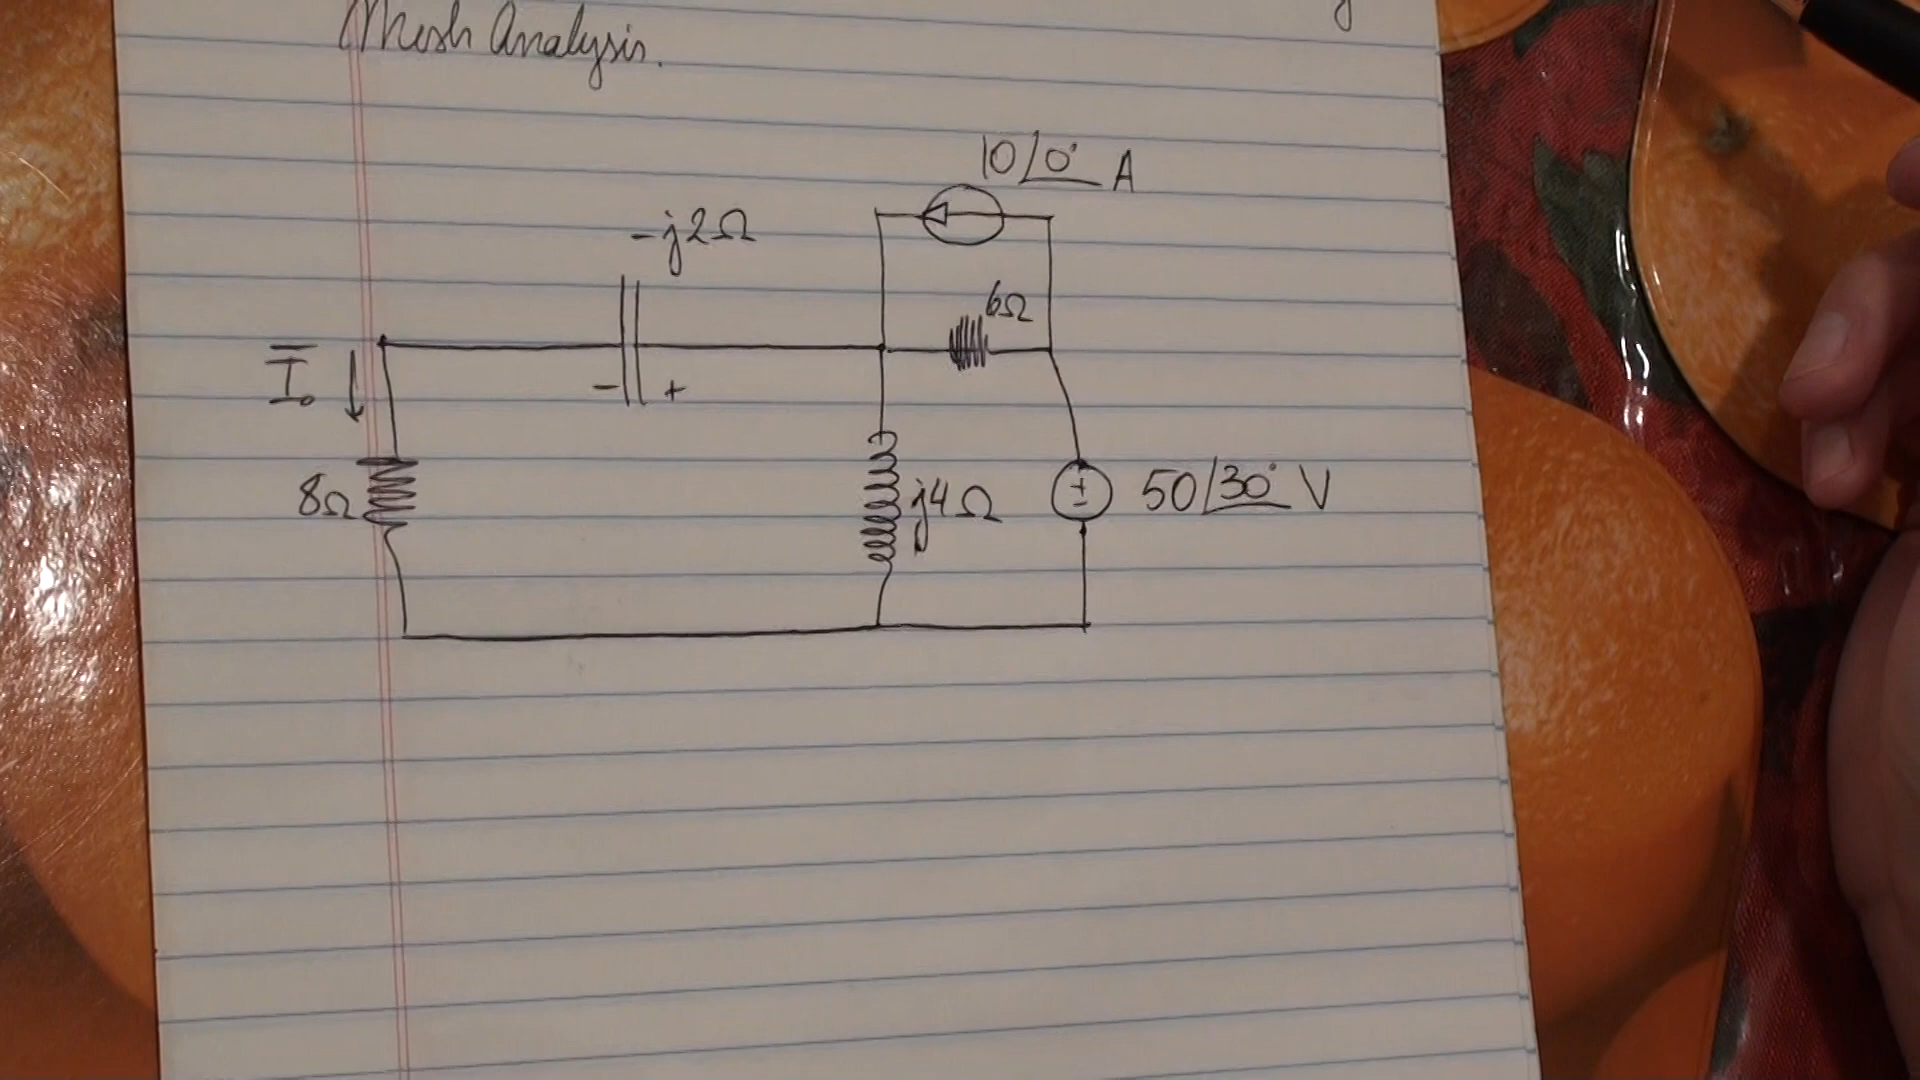 Mesh Analysis.
10/0° A
-j2Ω
6Ω
I₀
- +
8Ω
j4Ω
+
-
50/30° V